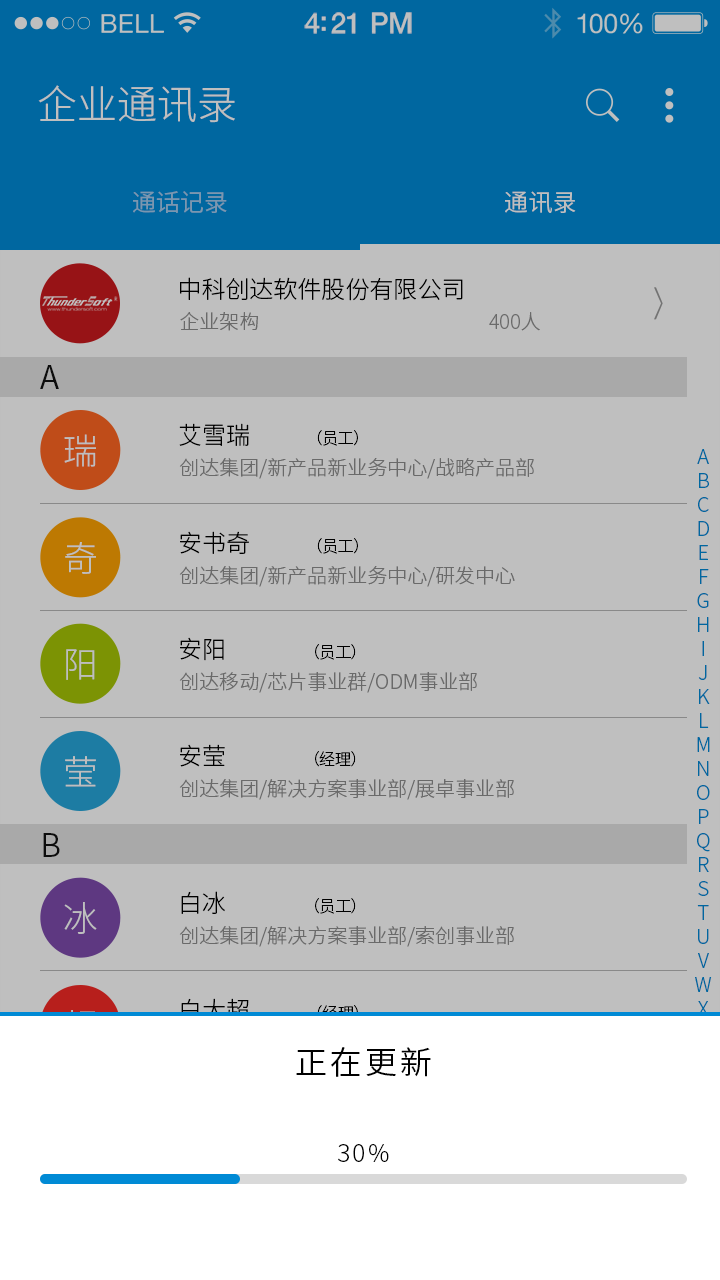 BELL 4:21 PM 100%
企业通讯录
通话记录 通讯录
ThunderSoft
www.thundersoft.com
中科创达软件股份有限公司
企业架构 400人
A
瑞
艾雪瑞 （员工）
创达集团/新产品新业务中心/战略产品部
奇
安书奇 （员工）
创达集团/新产品新业务中心/研发中心
阳
安阳 （员工）
创达移动/芯片事业群/ODM事业部
莹
安莹 （经理）
创达集团/解决方案事业部/展卓事业部
B
冰
白冰 （员工）
创达集团/解决方案事业部/索创事业部
白大超 （经理）
A
B
C
D
E
F
G
H
I
J
K
L
M
N
O
P
Q
R
S
T
U
V
W
X
正在更新
30%